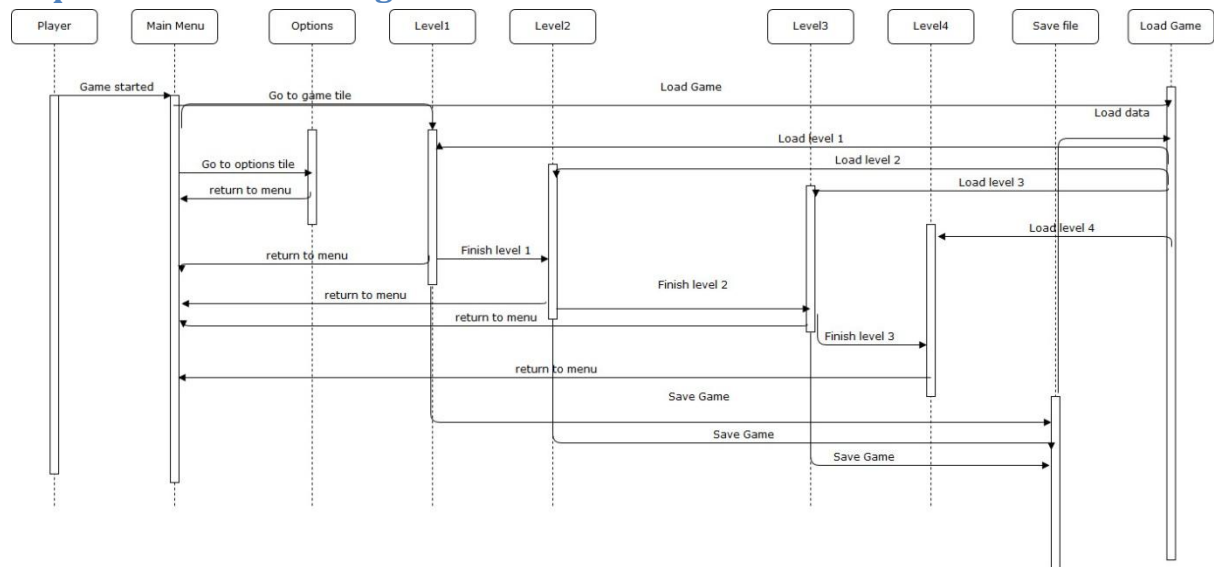 Player
Main Menu
Options
Level1
Level2
Level3
Level4
Save file
Load Game
Game started
Load Game
Go to game tile
Load data
Load level 1
Load level 2
Go to options tile
Load level 3
return to menu
Load level 4
Finish level 1
return to menu
Finish level 2
return to menu
return to menu
Finish level 3
return to menu
Save Game
Save Game
Save Game